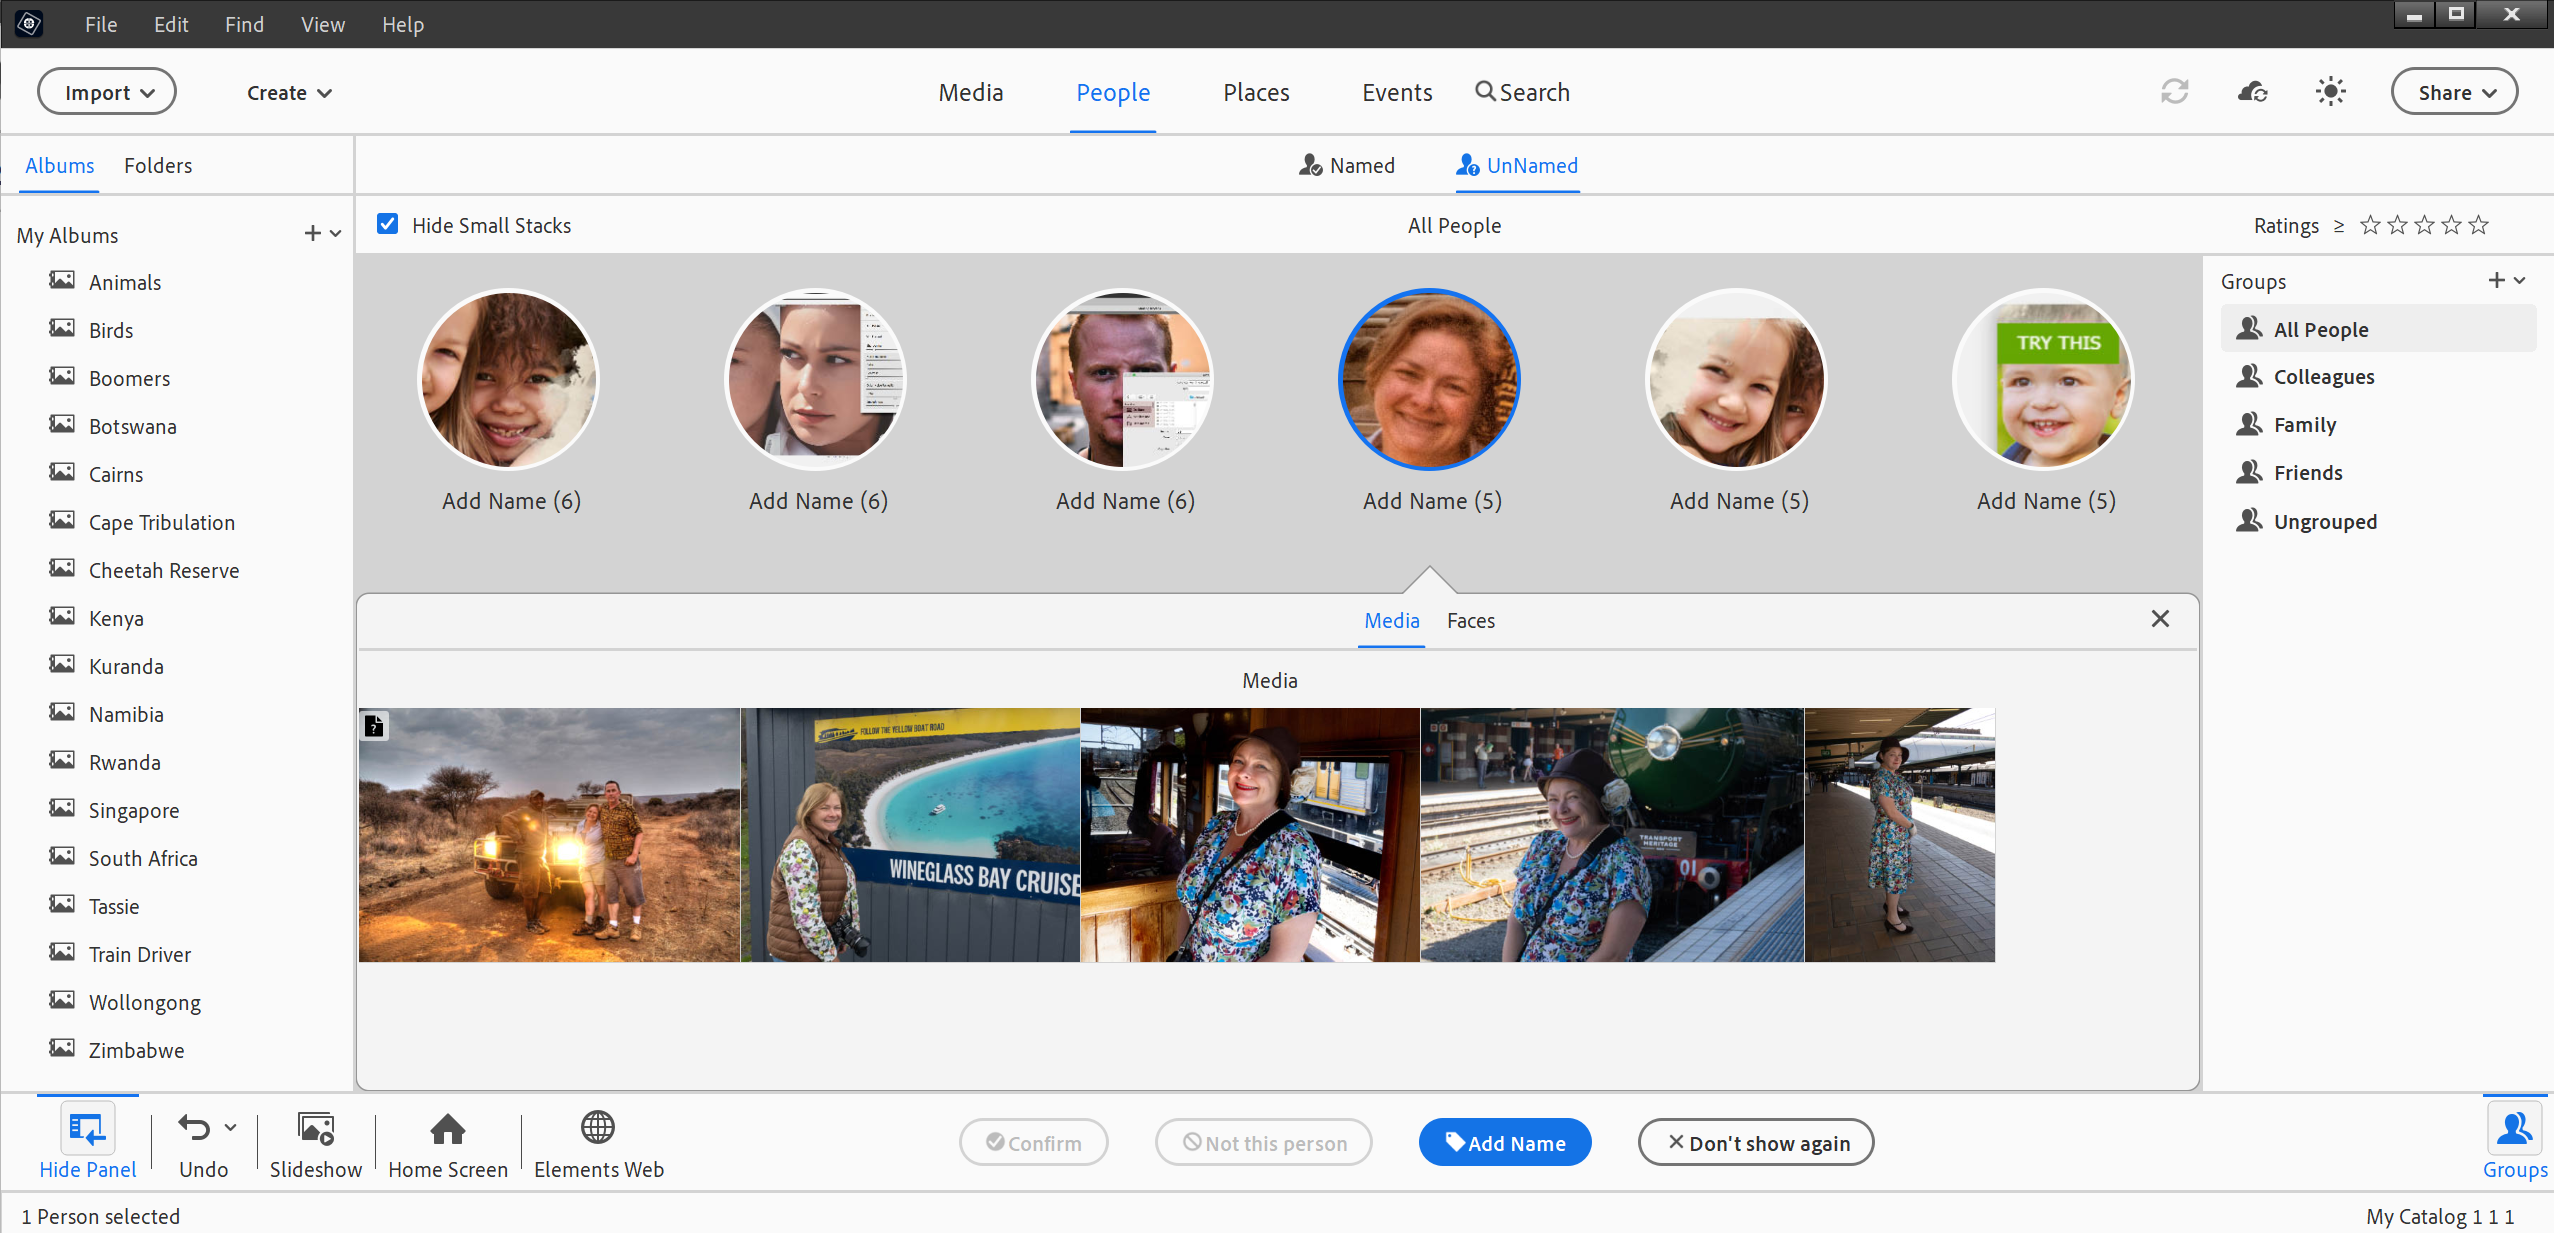 File Edit Find View Help
Import Create Media People Places Events Search Share
Albums Folders Named UnNamed
My Albums Hide Small Stacks All People Ratings ≥
Animals
Birds
Boomers
Botswana
Cairns
Cape Tribulation
Cheetah Reserve
Kenya
Kuranda
Namibia
Rwanda
Singapore
South Africa
Tassie
Train Driver
Wollongong
Zimbabwe
TRY THIS
Add Name (6) Add Name (6) Add Name (6) Add Name (5) Add Name (5) Add Name (5)
Media Faces
Media
FOLLOW THE YELLOW BOAT ROAD
WINEGLASS BAY CRUISE
TRANSPORT
HERITAGE
01
Groups
All People
Colleagues
Family
Friends
Ungrouped
Confirm Not this person Add Name Don't show again
Hide Panel Undo Slideshow Home Screen Elements Web Groups
1 Person selected My Catalog 1 1 1